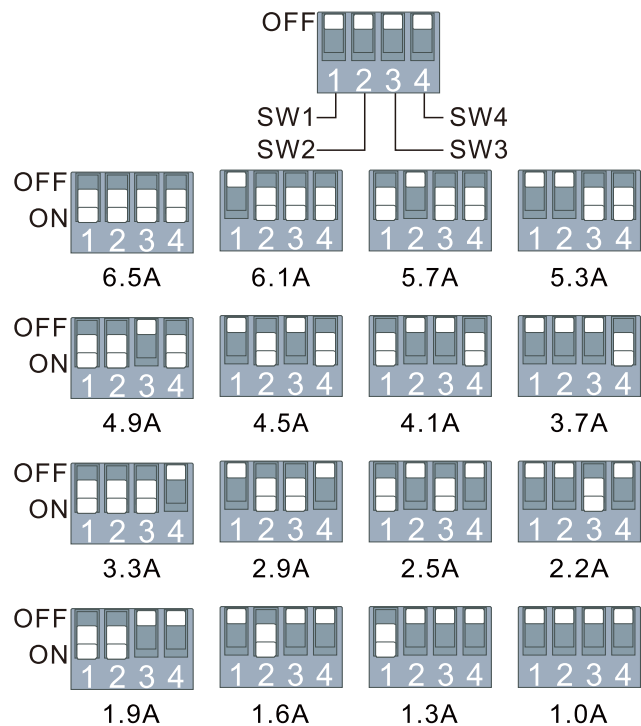 OFF
1 2 3 4
SW1 SW4
SW2 SW3
OFF
ON
1 2 3 4 1 2 3 4 1 2 3 4 1 2 3 4
6.5A 6.1A 5.7A 5.3A
OFF
ON
1 2 3 4 1 2 3 4 1 2 3 4 1 2 3 4
4.9A 4.5A 4.1A 3.7A
OFF
ON
1 2 3 4 1 2 3 4 1 2 3 4 1 2 3 4
3.3A 2.9A 2.5A 2.2A
OFF
ON
1 2 3 4 1 2 3 4 1 2 3 4 1 2 3 4
1.9A 1.6A 1.3A 1.0A